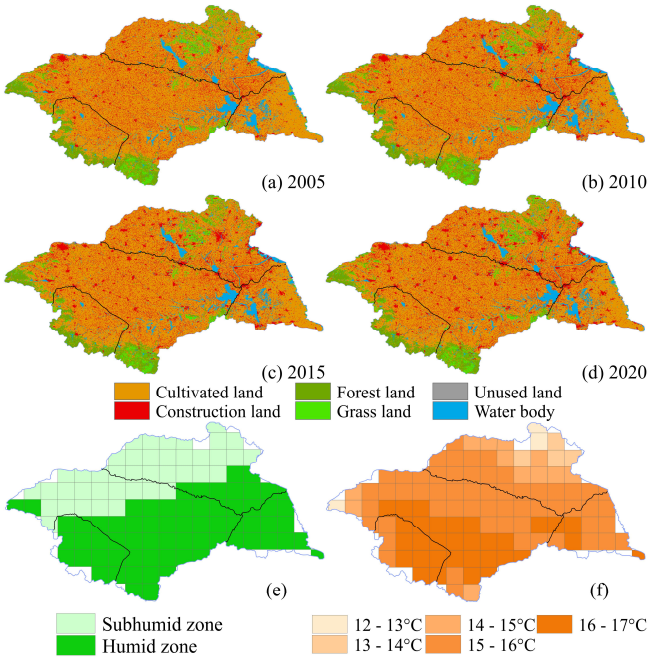 (a) 2005
(b) 2010
(c) 2015
(d) 2020
Cultivated land
Forest land
Unused land
Construction land
Grass land
Water body
(e)
(f)
Subhumid zone
Humid zone
12 - 13°C
14 - 15°C
16 - 17°C
13 - 14°C
15 - 16°C